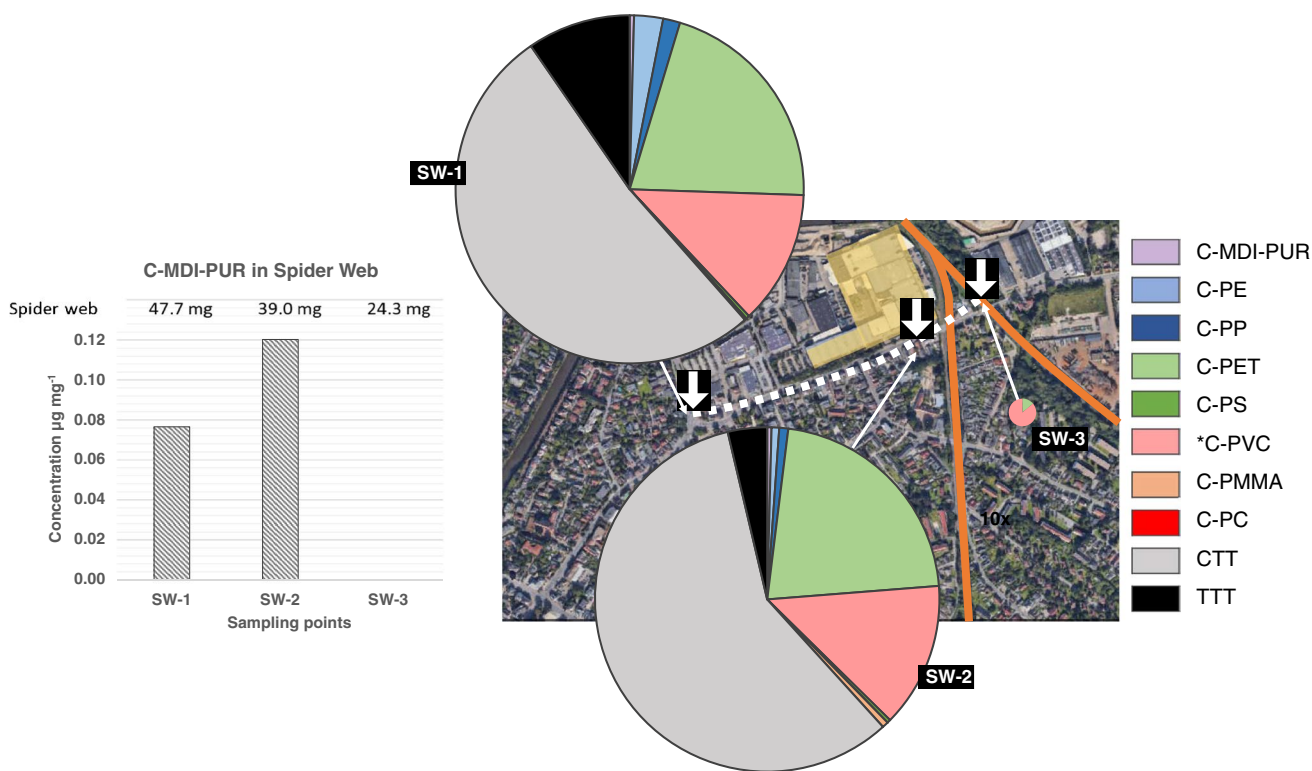 SW-1
C-MDI-PUR in Spider Web
Spider web 47.7 mg 39.0 mg 24.3 mg
Concentration µg mg⁻¹
0.12
0.10
0.08
0.06
0.04
0.02
0.00
SW-1 SW-2 SW-3
Sampling points
SW-3
10x
SW-2
C-MDI-PUR
C-PE
C-PP
C-PET
C-PS
*C-PVC
C-PMMA
C-PC
CTT
TTT